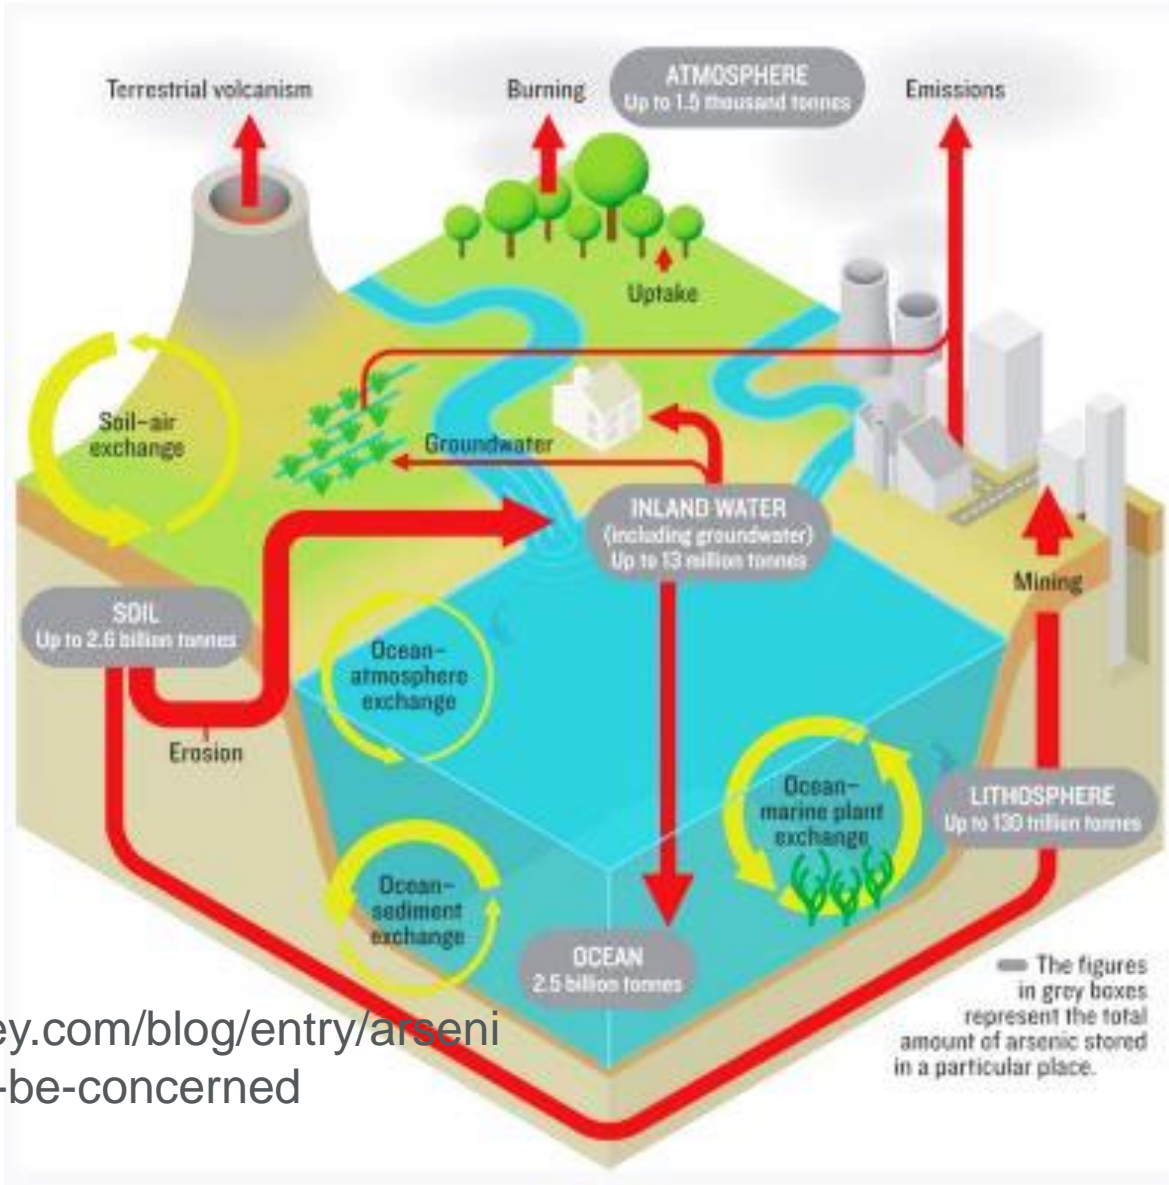 Terrestrial volcanism
Burning
ATMOSPHERE
Up to 1.5 thousand tonnes
Emissions
Uptake
Soil–air
exchange
Groundwater
INLAND WATER
(including groundwater)
Up to 13 million tonnes
Mining
SOIL
Up to 2.6 billion tonnes
Ocean–
atmosphere
exchange
Erosion
Ocean–
marine plant
exchange
LITHOSPHERE
Up to 130 trillion tonnes
Ocean–
sediment
exchange
OCEAN
2.5 billion tonnes
The figures
in grey boxes
represent the total
amount of arsenic stored
in a particular place.
ey.com/blog/entry/arseni
-be-concerned